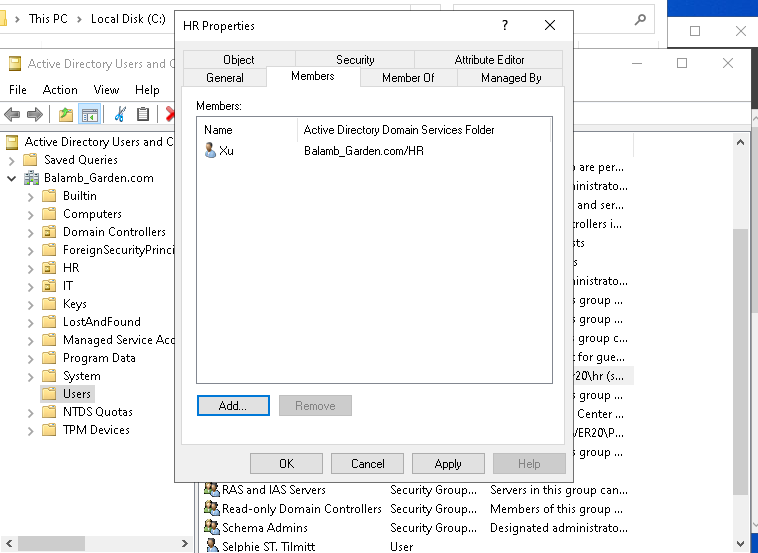 This PC > Local Disk (C:)
Active Directory Users and C
File Action View Help
Active Directory Users and C
Saved Queries
Balamb_Garden.com
Builtin
Computers
Domain Controllers
ForeignSecurityPrinci
HR
IT
Keys
LostAndFound
Managed Service Acc
Program Data
System
Users
NTDS Quotas
TPM Devices
HR Properties
?
Object Security Attribute Editor
General Members Member Of Managed By
Members:
Name Active Directory Domain Services Folder
Xu Balamb_Garden.com/HR
Add... Remove
OK Cancel Apply Help
are per...
ninistrato...
and ser...
trollers i...
sts
s
ninistrato...
s group ...
s group ...
s group c...
t for gue...
r20\hr (s...
s group ...
Center ...
VER20\P...
s group ...
RAS and IAS Servers Security Group... Servers in this group can...
Read-only Domain Controllers Security Group... Members of this group ...
Schema Admins Security Group... Designated administrato...
Selphie ST. Tilmitt User